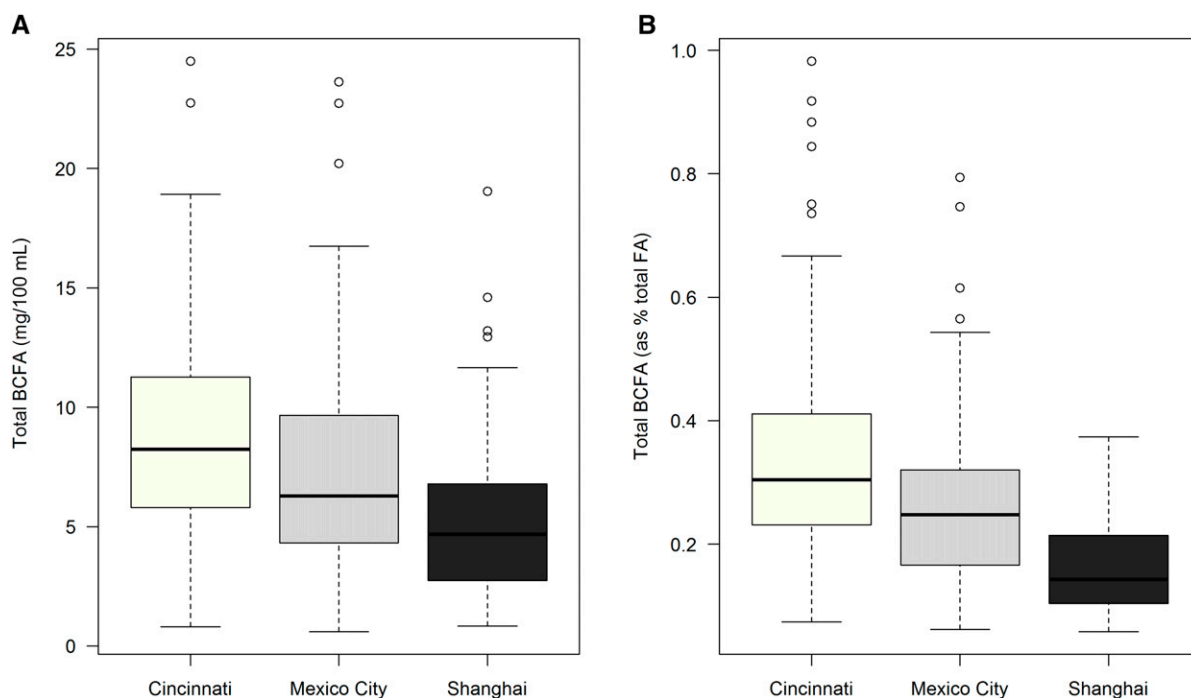 A
Total BCFA (mg/100 mL)
25
20
15
10
5
0
Cincinnati
Mexico City
Shanghai
B
Total BCFA (as % total FA)
1.0
0.8
0.6
0.4
0.2
Cincinnati
Mexico City
Shanghai